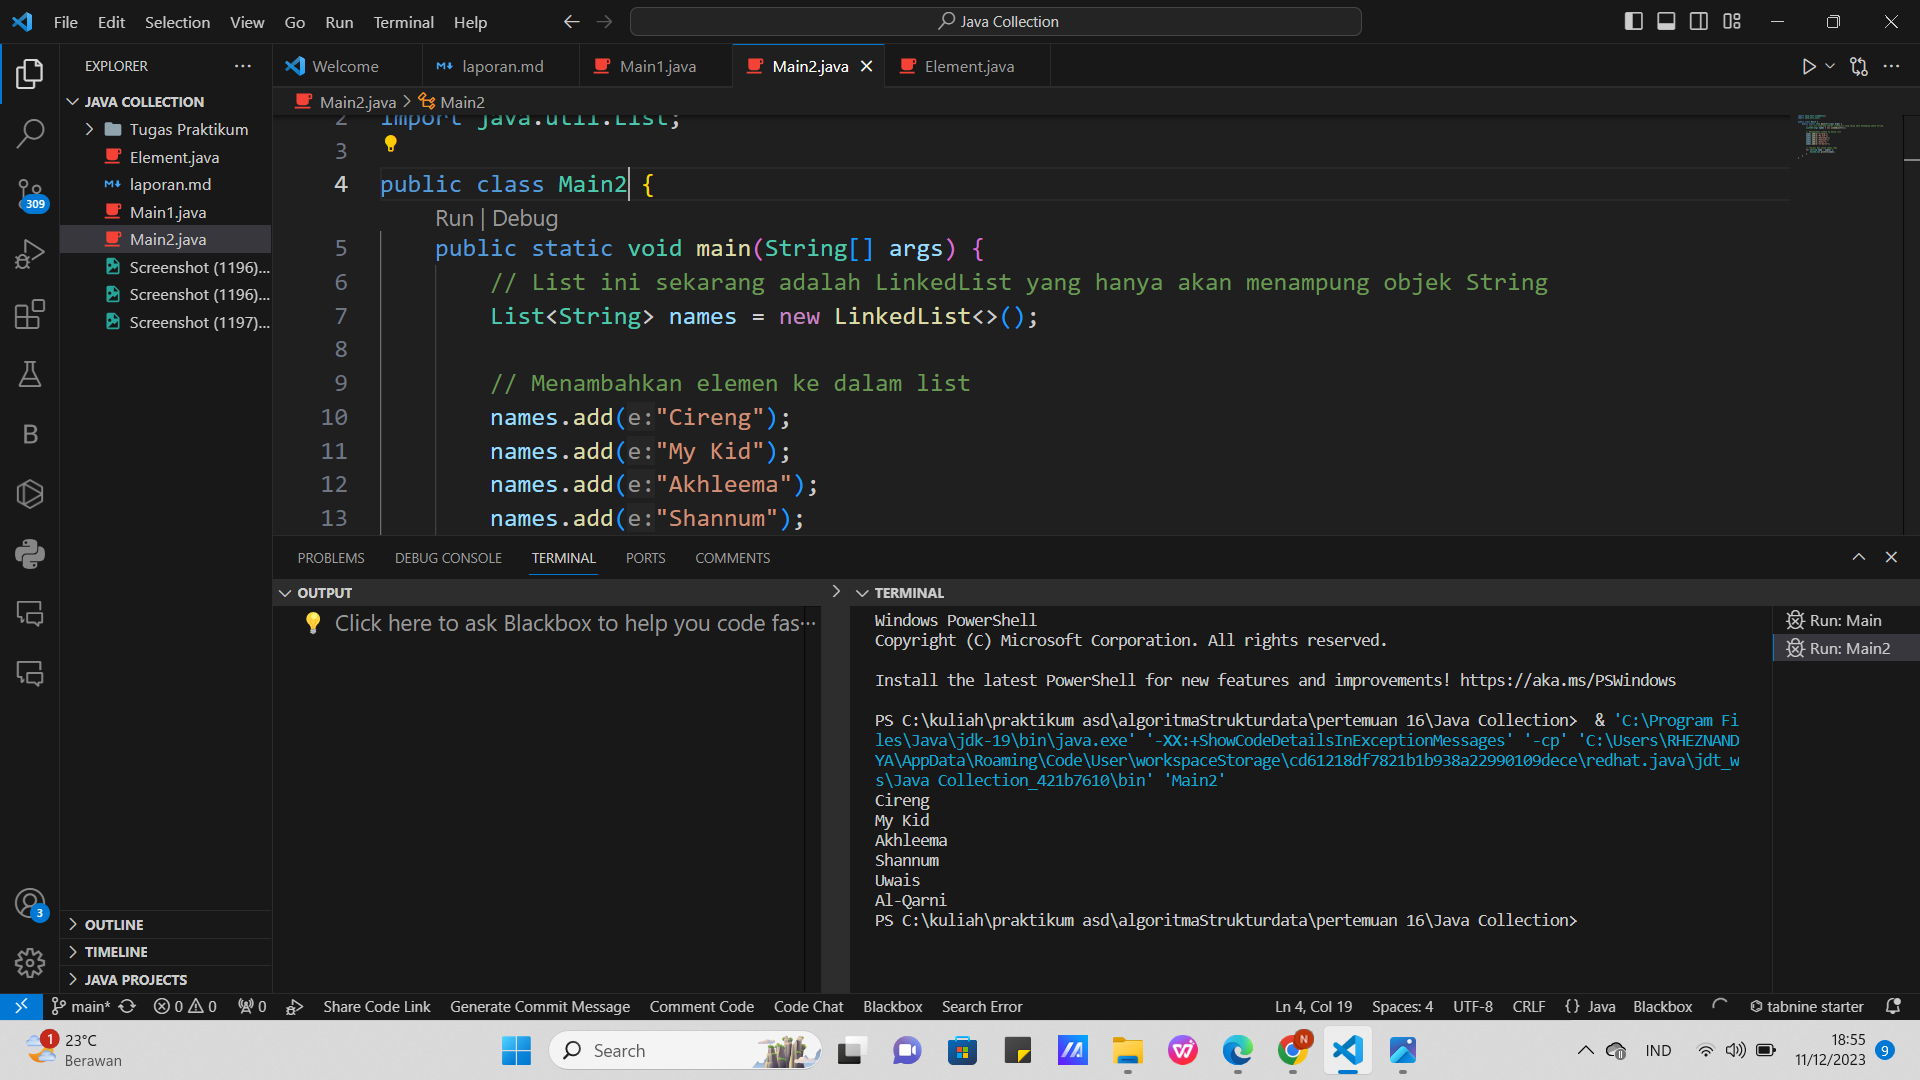 File Edit Selection View Go Run Terminal Help
Java Collection
EXPLORER
Welcome
laporan.md
Main1.java
Main2.java
Element.java
JAVA COLLECTION
Tugas Praktikum
Element.java
laporan.md
Main1.java
Main2.java
Screenshot (1196)...
Screenshot (1196)...
Screenshot (1197)...
309
B
3
OUTLINE
TIMELINE
JAVA PROJECTS
Main2.java > Main2
2 import java.util.List;
3
4 public class Main2 {
Run | Debug
5 public static void main(String[] args) {
6 // List ini sekarang adalah LinkedList yang hanya akan menampung objek String
7 List<String> names = new LinkedList<>();
8
9 // Menambahkan elemen ke dalam list
10 names.add(e:"Cireng");
11 names.add(e:"My Kid");
12 names.add(e:"Akhleema");
13 names.add(e:"Shannum");
PROBLEMS DEBUG CONSOLE TERMINAL PORTS COMMENTS
OUTPUT
Click here to ask Blackbox to help you code fas···
TERMINAL
Windows PowerShell
Copyright (C) Microsoft Corporation. All rights reserved.
Install the latest PowerShell for new features and improvements! https://aka.ms/PSWindows
PS C:\kuliah\praktikum asd\algoritmaStrukturdata\pertemuan 16\Java Collection>  & 'C:\Program Fi
les\Java\jdk-19\bin\java.exe' '-XX:+ShowCodeDetailsInExceptionMessages' '-cp' 'C:\Users\RHEZNAND
YA\AppData\Roaming\Code\User\workspaceStorage\cd61218df7821b1b938a22990109dece\redhat.java\jdt_w
s\Java Collection_421b7610\bin' 'Main2'
Cireng
My Kid
Akhleema
Shannum
Uwais
Al-Qarni
PS C:\kuliah\praktikum asd\algoritmaStrukturdata\pertemuan 16\Java Collection>
Run: Main
Run: Main2
main* 0 0 0 Share Code Link Generate Commit Message Comment Code Code Chat Blackbox Search Error
Ln 4, Col 19 Spaces: 4 UTF-8 CRLF {} Java Blackbox tabnine starter
1
23°C
Berawan
Search
N
IND
18:55
11/12/2023
9